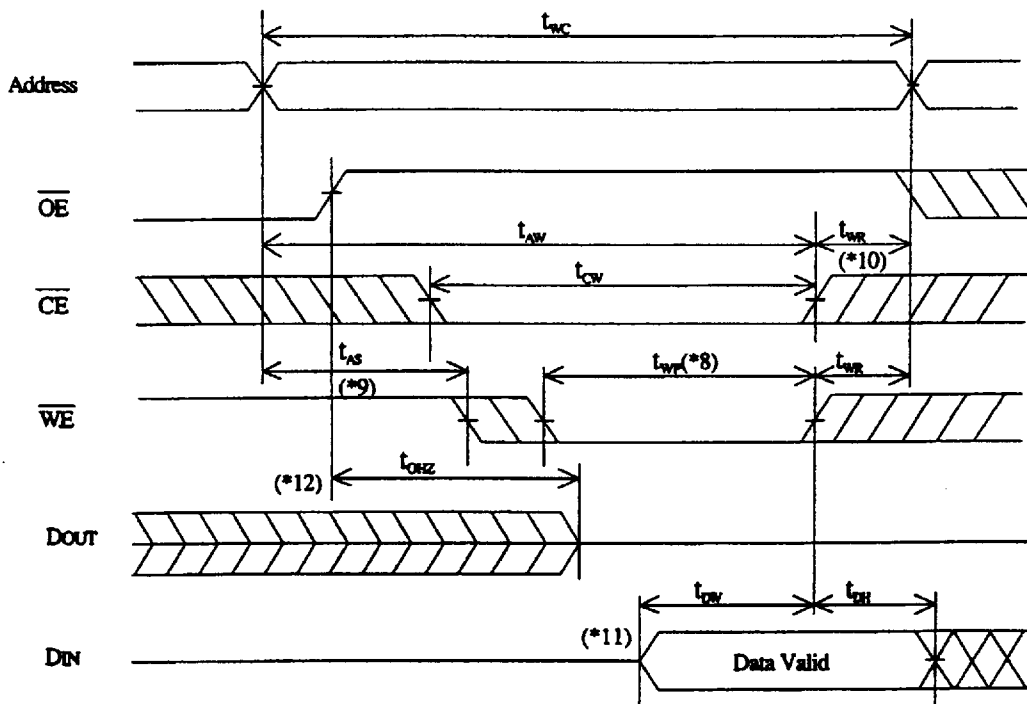 tWC
Address
OE
tAW
tWR
(*10)
CE
tCW
tAS
(*9)
tWP(*8)
tWR
WE
(*12)
tOHZ
DOUT
tDW
tDH
(*11)
DIN
Data Valid